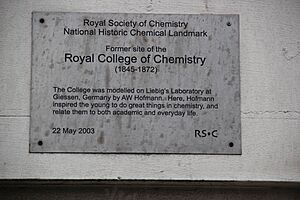 Royal Society of Chemistry
National Historic Chemical Landmark
Former site of the
Royal College of Chemistry
(1845-1872)
The College was modelled on Liebig's Laboratory at
Giessen, Germany by AW Hofmann. Here, Hofmann
inspired the young to do great things in chemistry, and
relate them to both academic and everyday life.
22 May 2003
RS•C